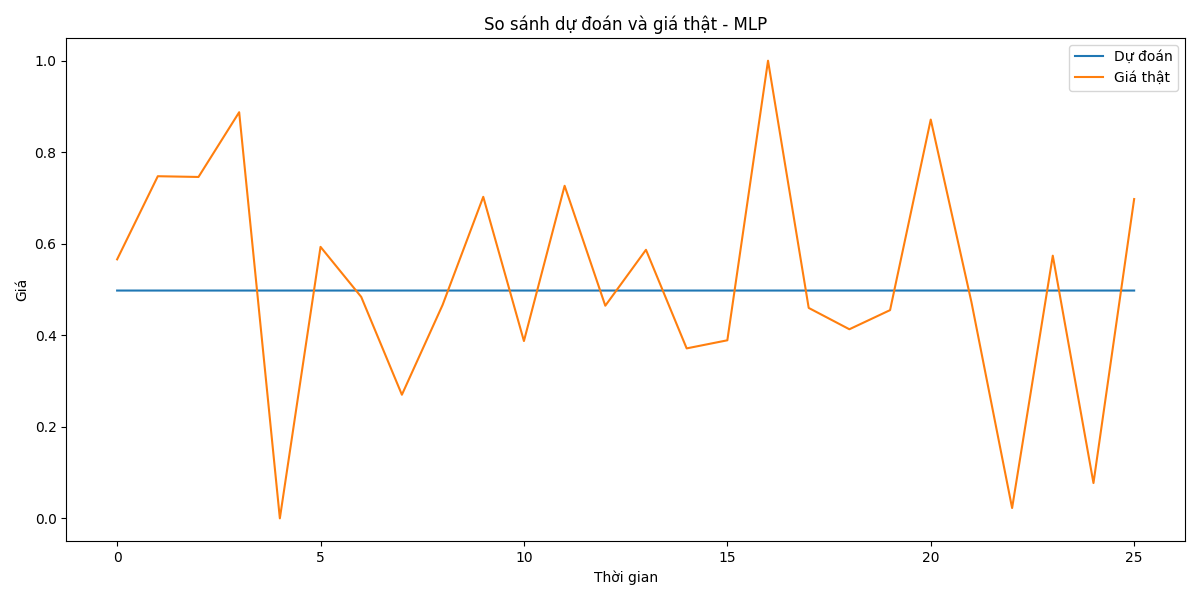 So sánh dự đoán và giá thật - MLP
Dự đoán
Giá thật
Giá
1.0
0.8
0.6
0.4
0.2
0.0
0 5 10 15 20 25
Thời gian